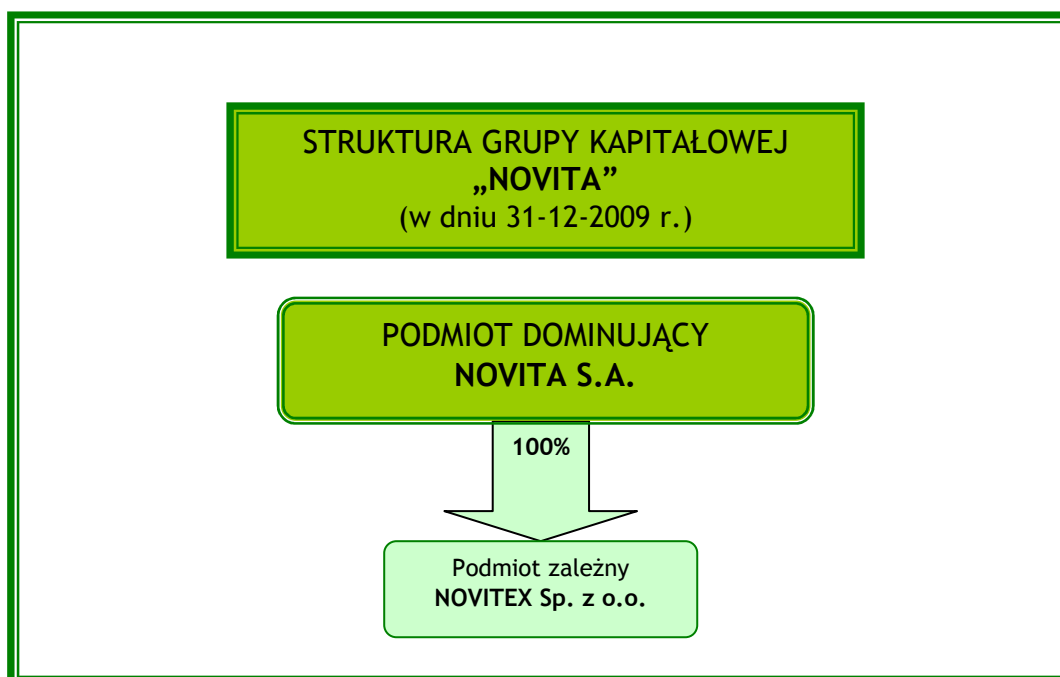 STRUKTURA GRUPY KAPITAŁOWEJ
„NOVITA”
(w dniu 31-12-2009 r.)
PODMIOT DOMINUJĄCY
NOVITA S.A.
100%
Podmiot zależny
NOVITEX Sp. z o.o.